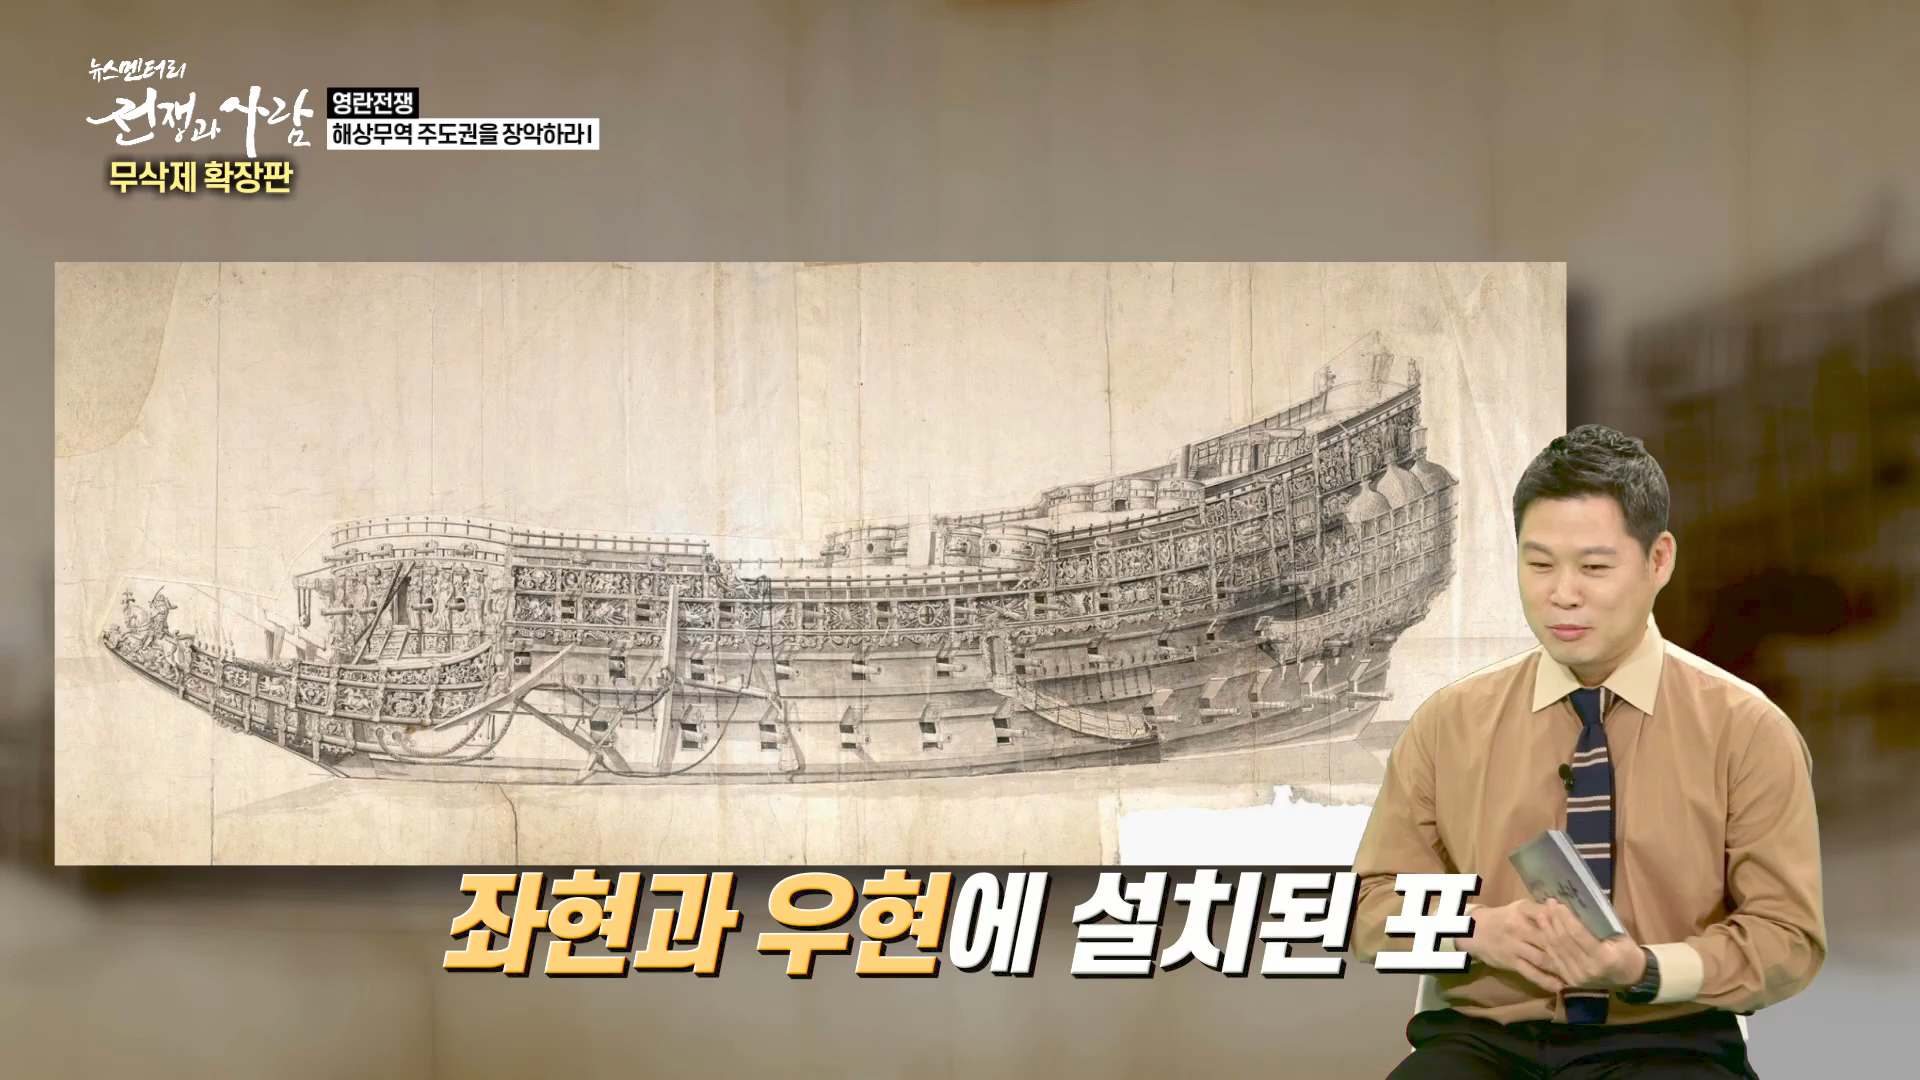 뉴스멘터리
전쟁과 사람
무삭제 확장판
영란전쟁
해상무역 주도권을 장악하라 I
좌현과 우현에 설치된 포